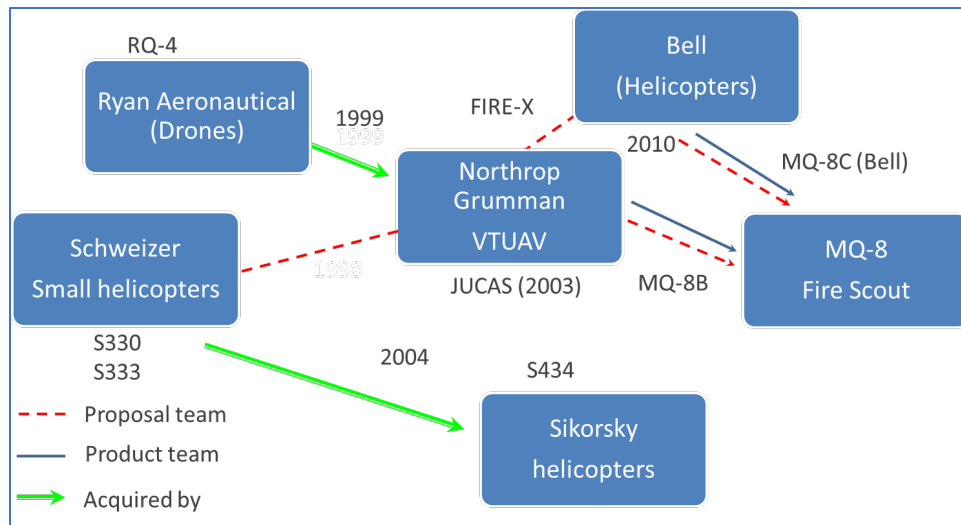 RQ-4
Ryan Aeronautical
(Drones)
1999
1999
FIRE-X
Bell
(Helicopters)
2010
MQ-8C (Bell)
Northrop
Grumman
VTUAV
JUCAS (2003)
MQ-8B
MQ-8
Fire Scout
Schweizer
Small helicopters
1998
S330
S333
2004
S434
Sikorsky
helicopters
Proposal team
Product team
Acquired by